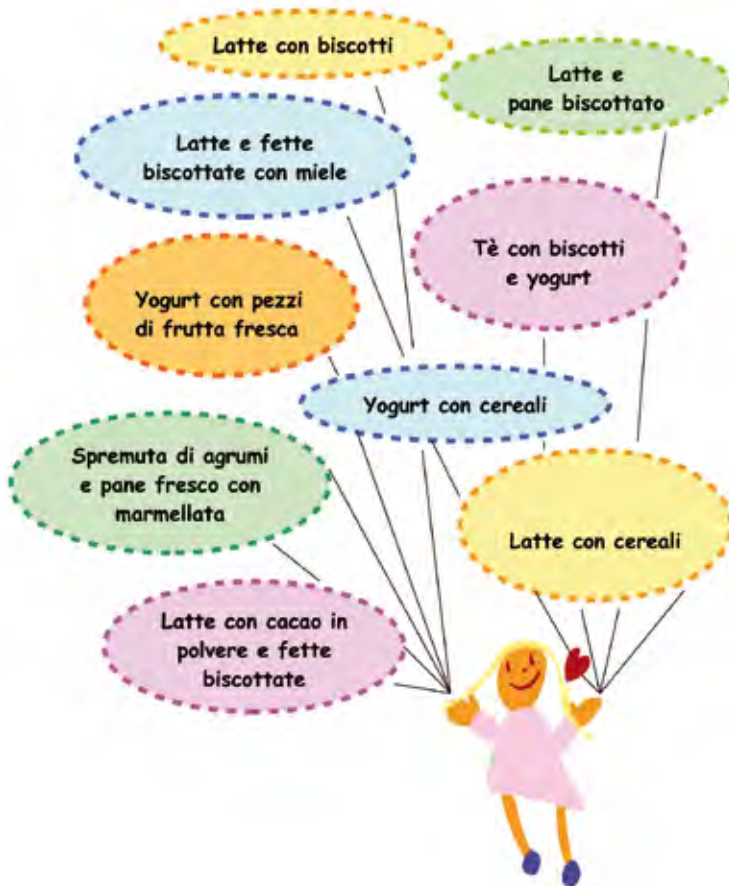 Latte con biscotti
Latte e
pane biscottato
Latte e fette
biscottate con miele
Tè con biscotti
e yogurt
Yogurt con pezzi
di frutta fresca
Yogurt con cereali
Spremuta di agrumi
e pane fresco con
marmellata
Latte con cereali
Latte con cacao in
polvere e fette
biscottate